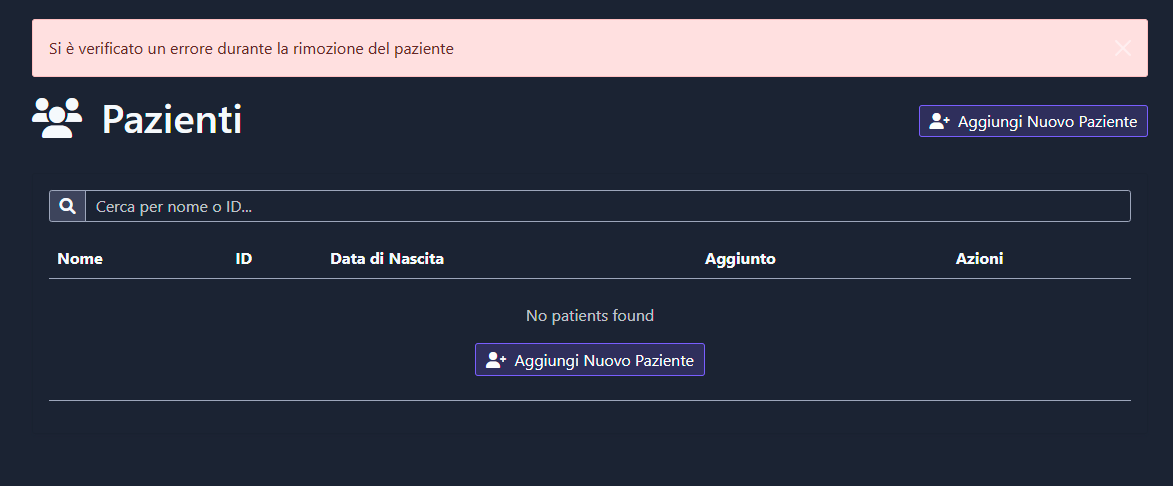 Si è verificato un errore durante la rimozione del paziente
Pazienti
Aggiungi Nuovo Paziente
Cerca per nome o ID...
Nome ID Data di Nascita Aggiunto Azioni
No patients found
Aggiungi Nuovo Paziente